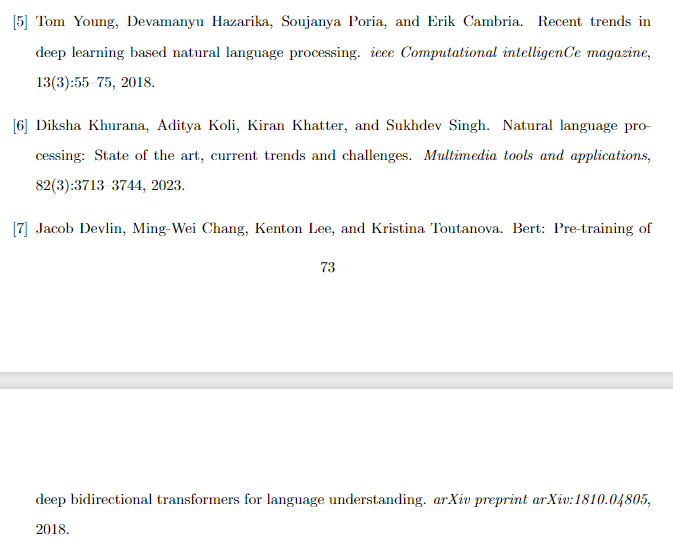 [5] Tom Young, Devamanyu Hazarika, Soujanya Poria, and Erik Cambria. Recent trends in
deep learning based natural language processing. ieee Computational intelligenCe magazine,
13(3):55–75, 2018.
[6] Diksha Khurana, Aditya Koli, Kiran Khatter, and Sukhdev Singh. Natural language pro-
cessing: State of the art, current trends and challenges. Multimedia tools and applications,
82(3):3713–3744, 2023.
[7] Jacob Devlin, Ming-Wei Chang, Kenton Lee, and Kristina Toutanova. Bert: Pre-training of
73
deep bidirectional transformers for language understanding. arXiv preprint arXiv:1810.04805,
2018.